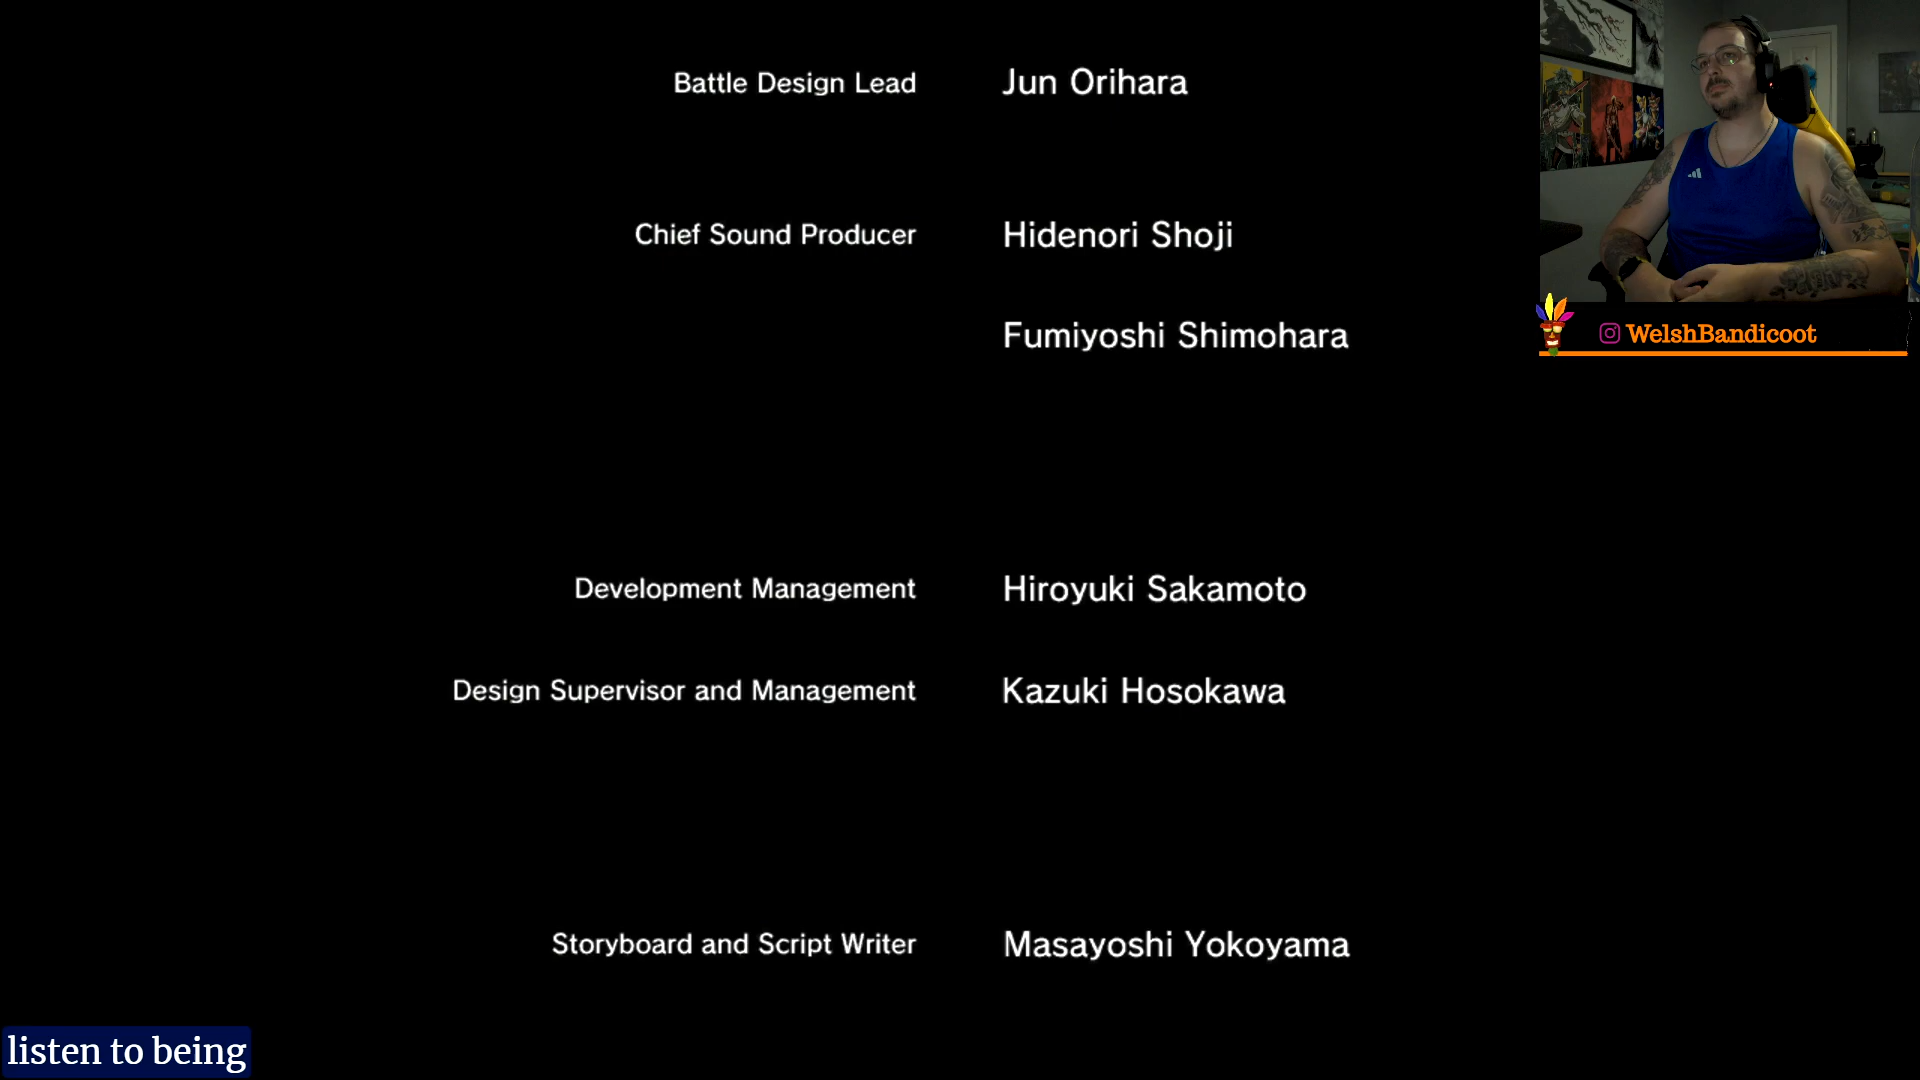 Battle Design Lead Jun Orihara
Chief Sound Producer Hidenori Shoji
Fumiyoshi Shimohara
WelshBandicoot
Development Management Hiroyuki Sakamoto
Design Supervisor and Management Kazuki Hosokawa
Storyboard and Script Writer Masayoshi Yokoyama
listen to being